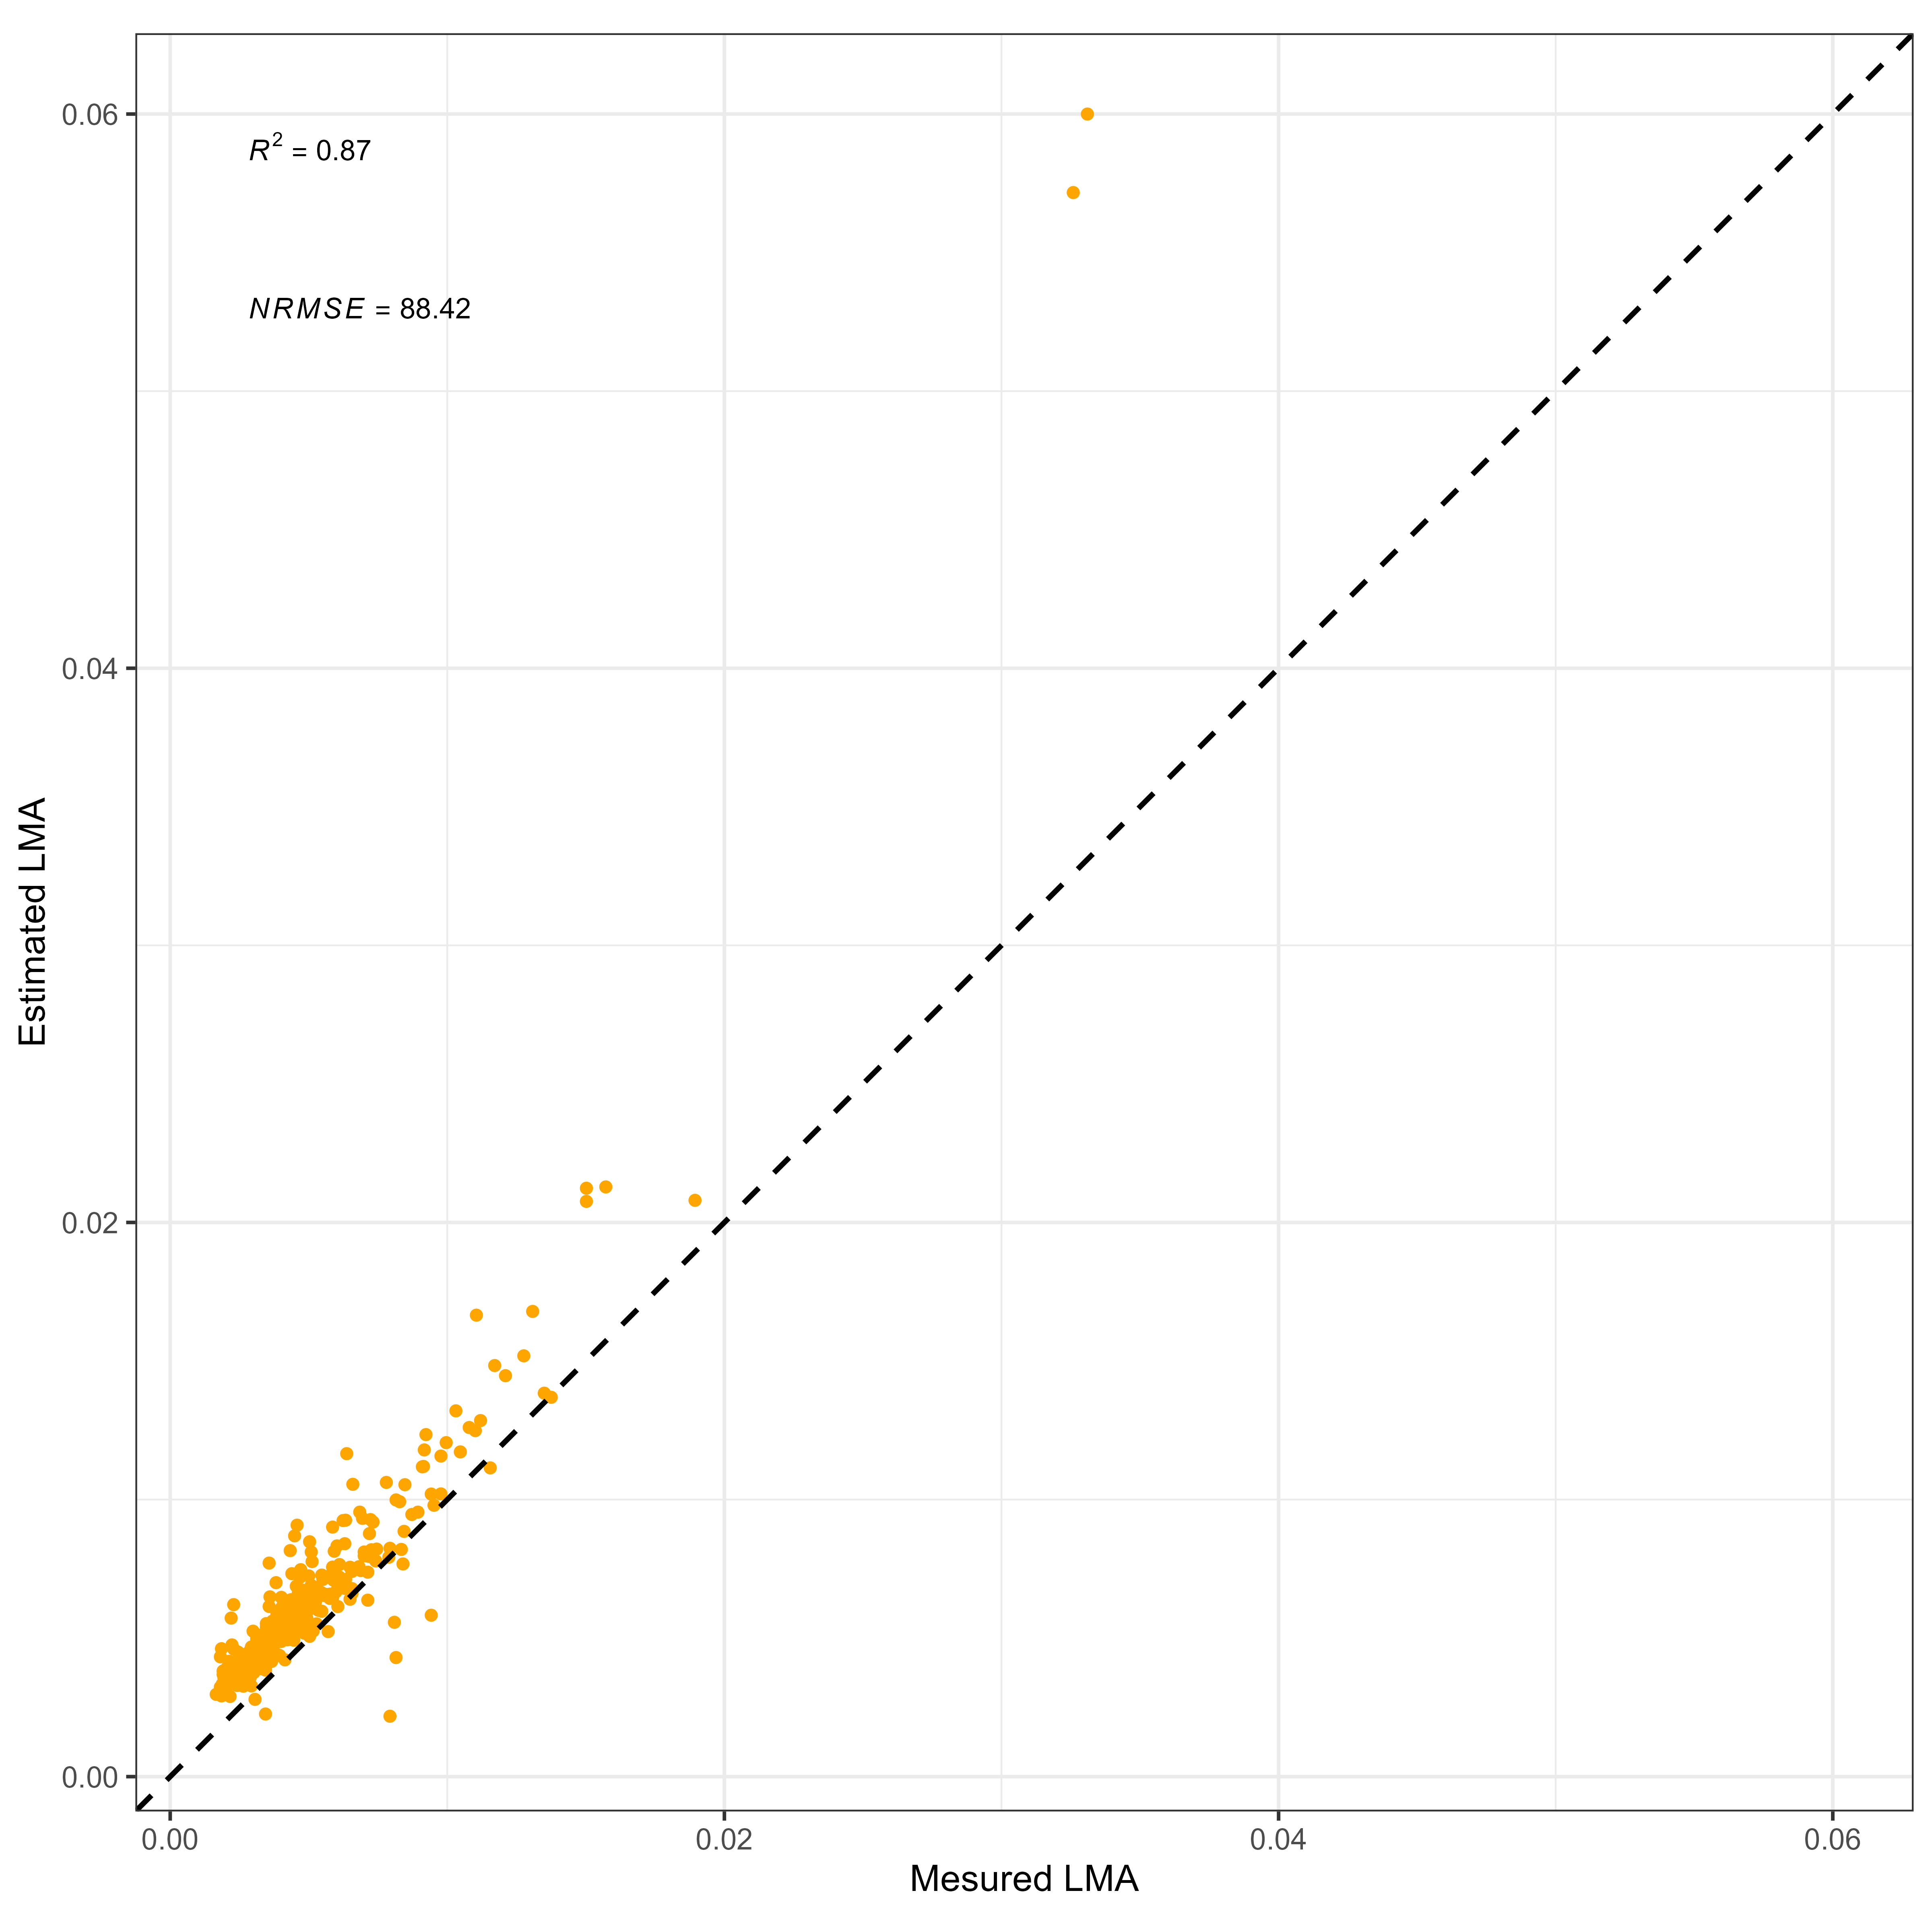 0.06
R² = 0.87
NRMSE = 88.42
0.04
Estimated LMA
0.02
0.00
0.00 0.02 0.04 0.06
Mesured LMA